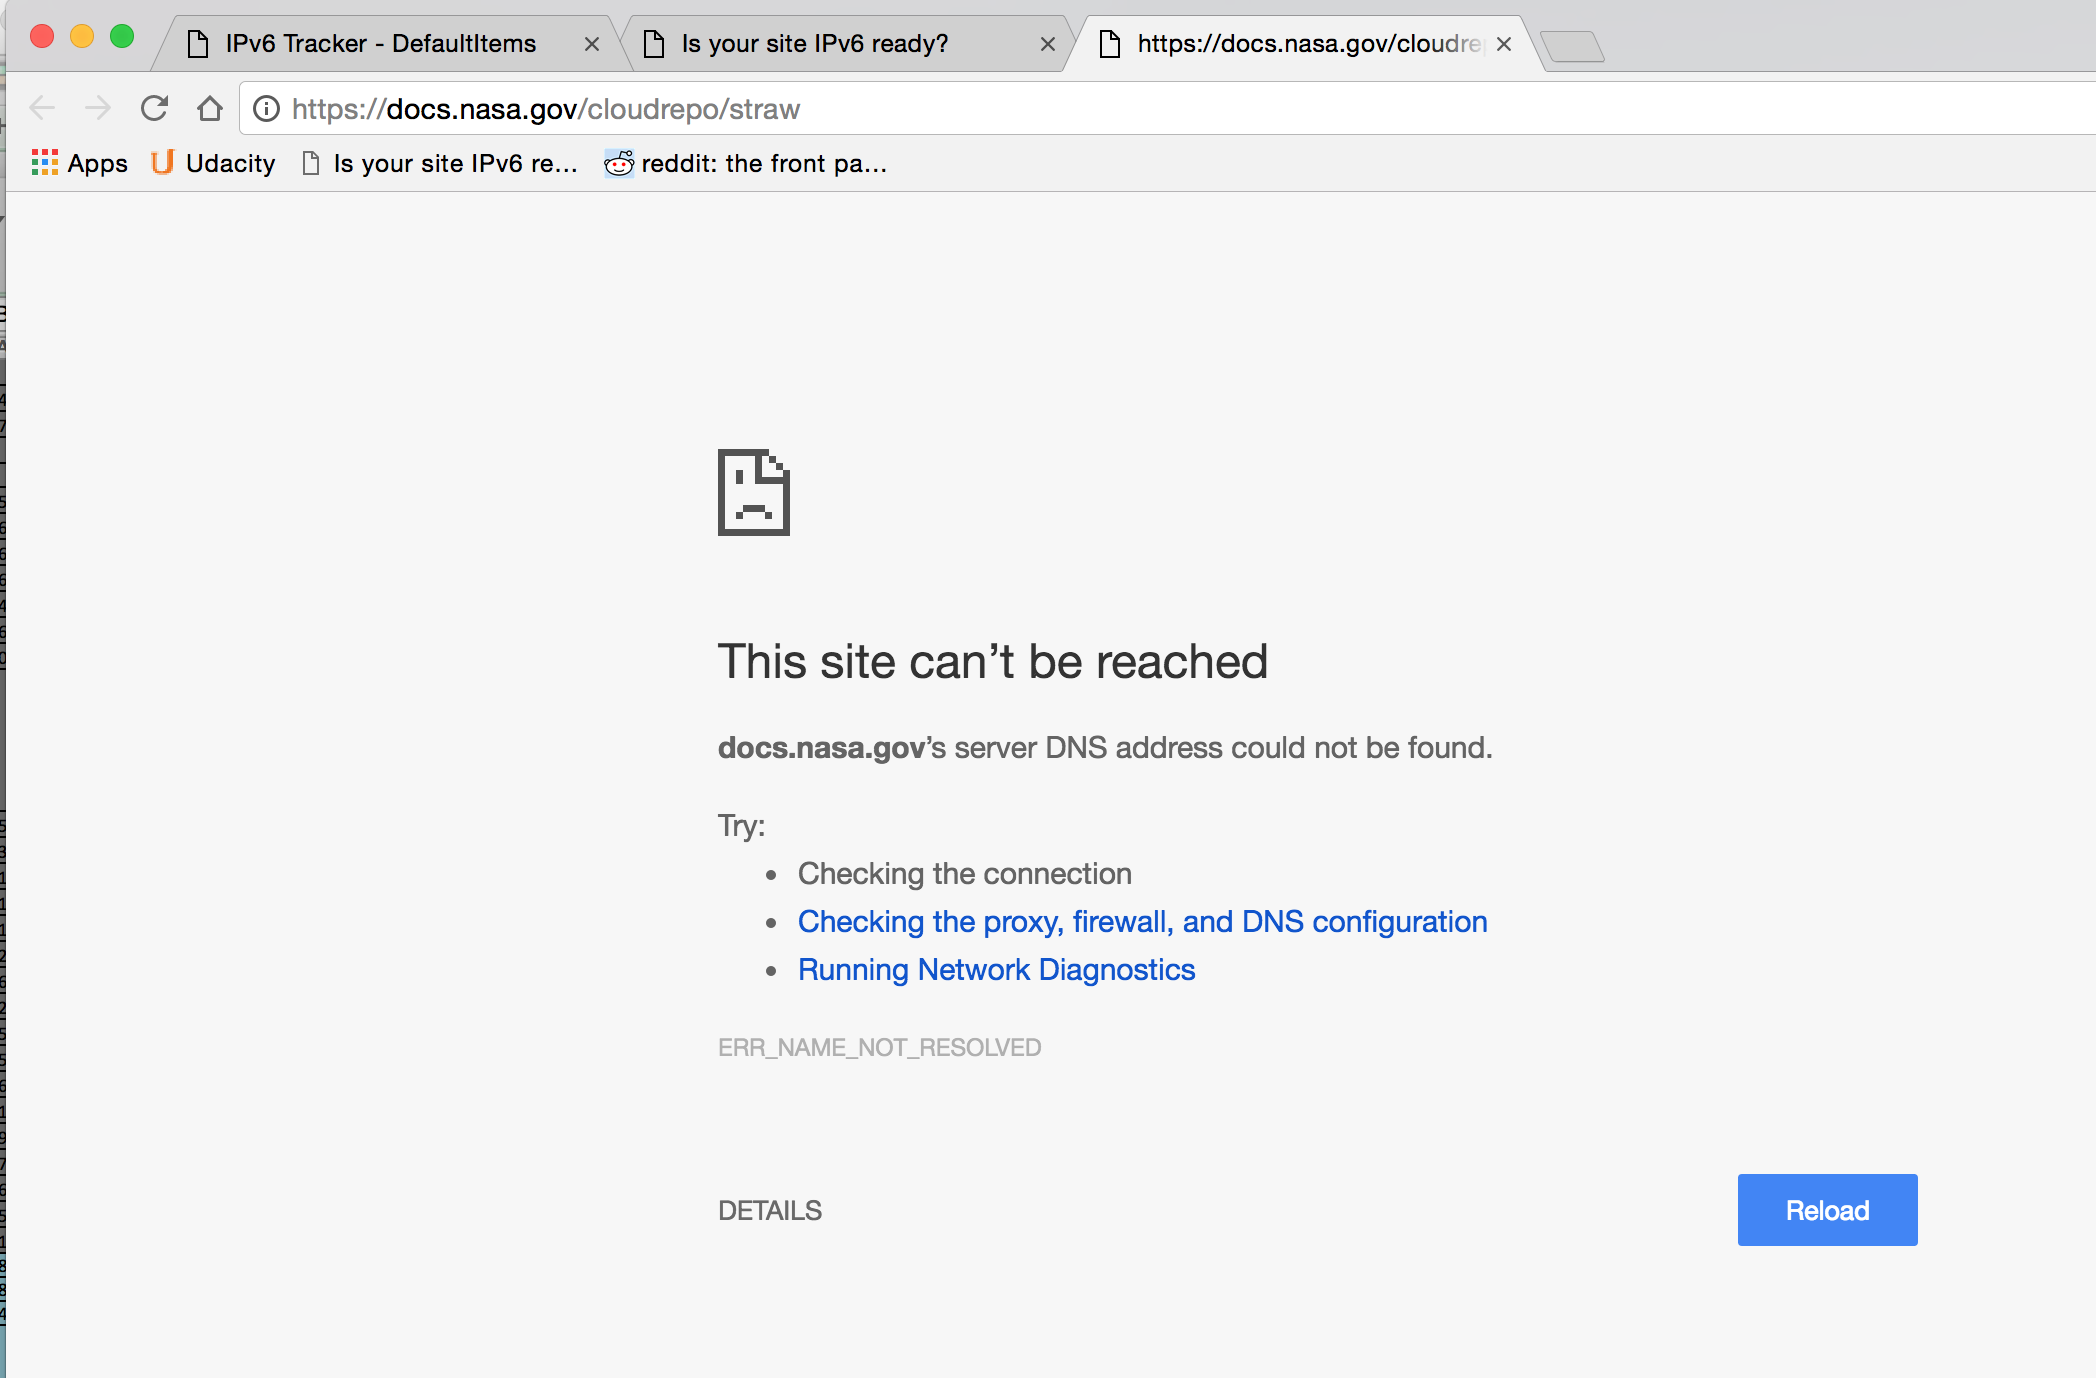 IPv6 Tracker - DefaultItems
Is your site IPv6 ready?
https://docs.nasa.gov/cloudre
https://docs.nasa.gov/cloudrepo/straw
Apps
Udacity
Is your site IPv6 re...
reddit: the front pa...
This site can’t be reached
docs.nasa.gov’s server DNS address could not be found.
Try:
Checking the connection
Checking the proxy, firewall, and DNS configuration
Running Network Diagnostics
ERR_NAME_NOT_RESOLVED
DETAILS
Reload